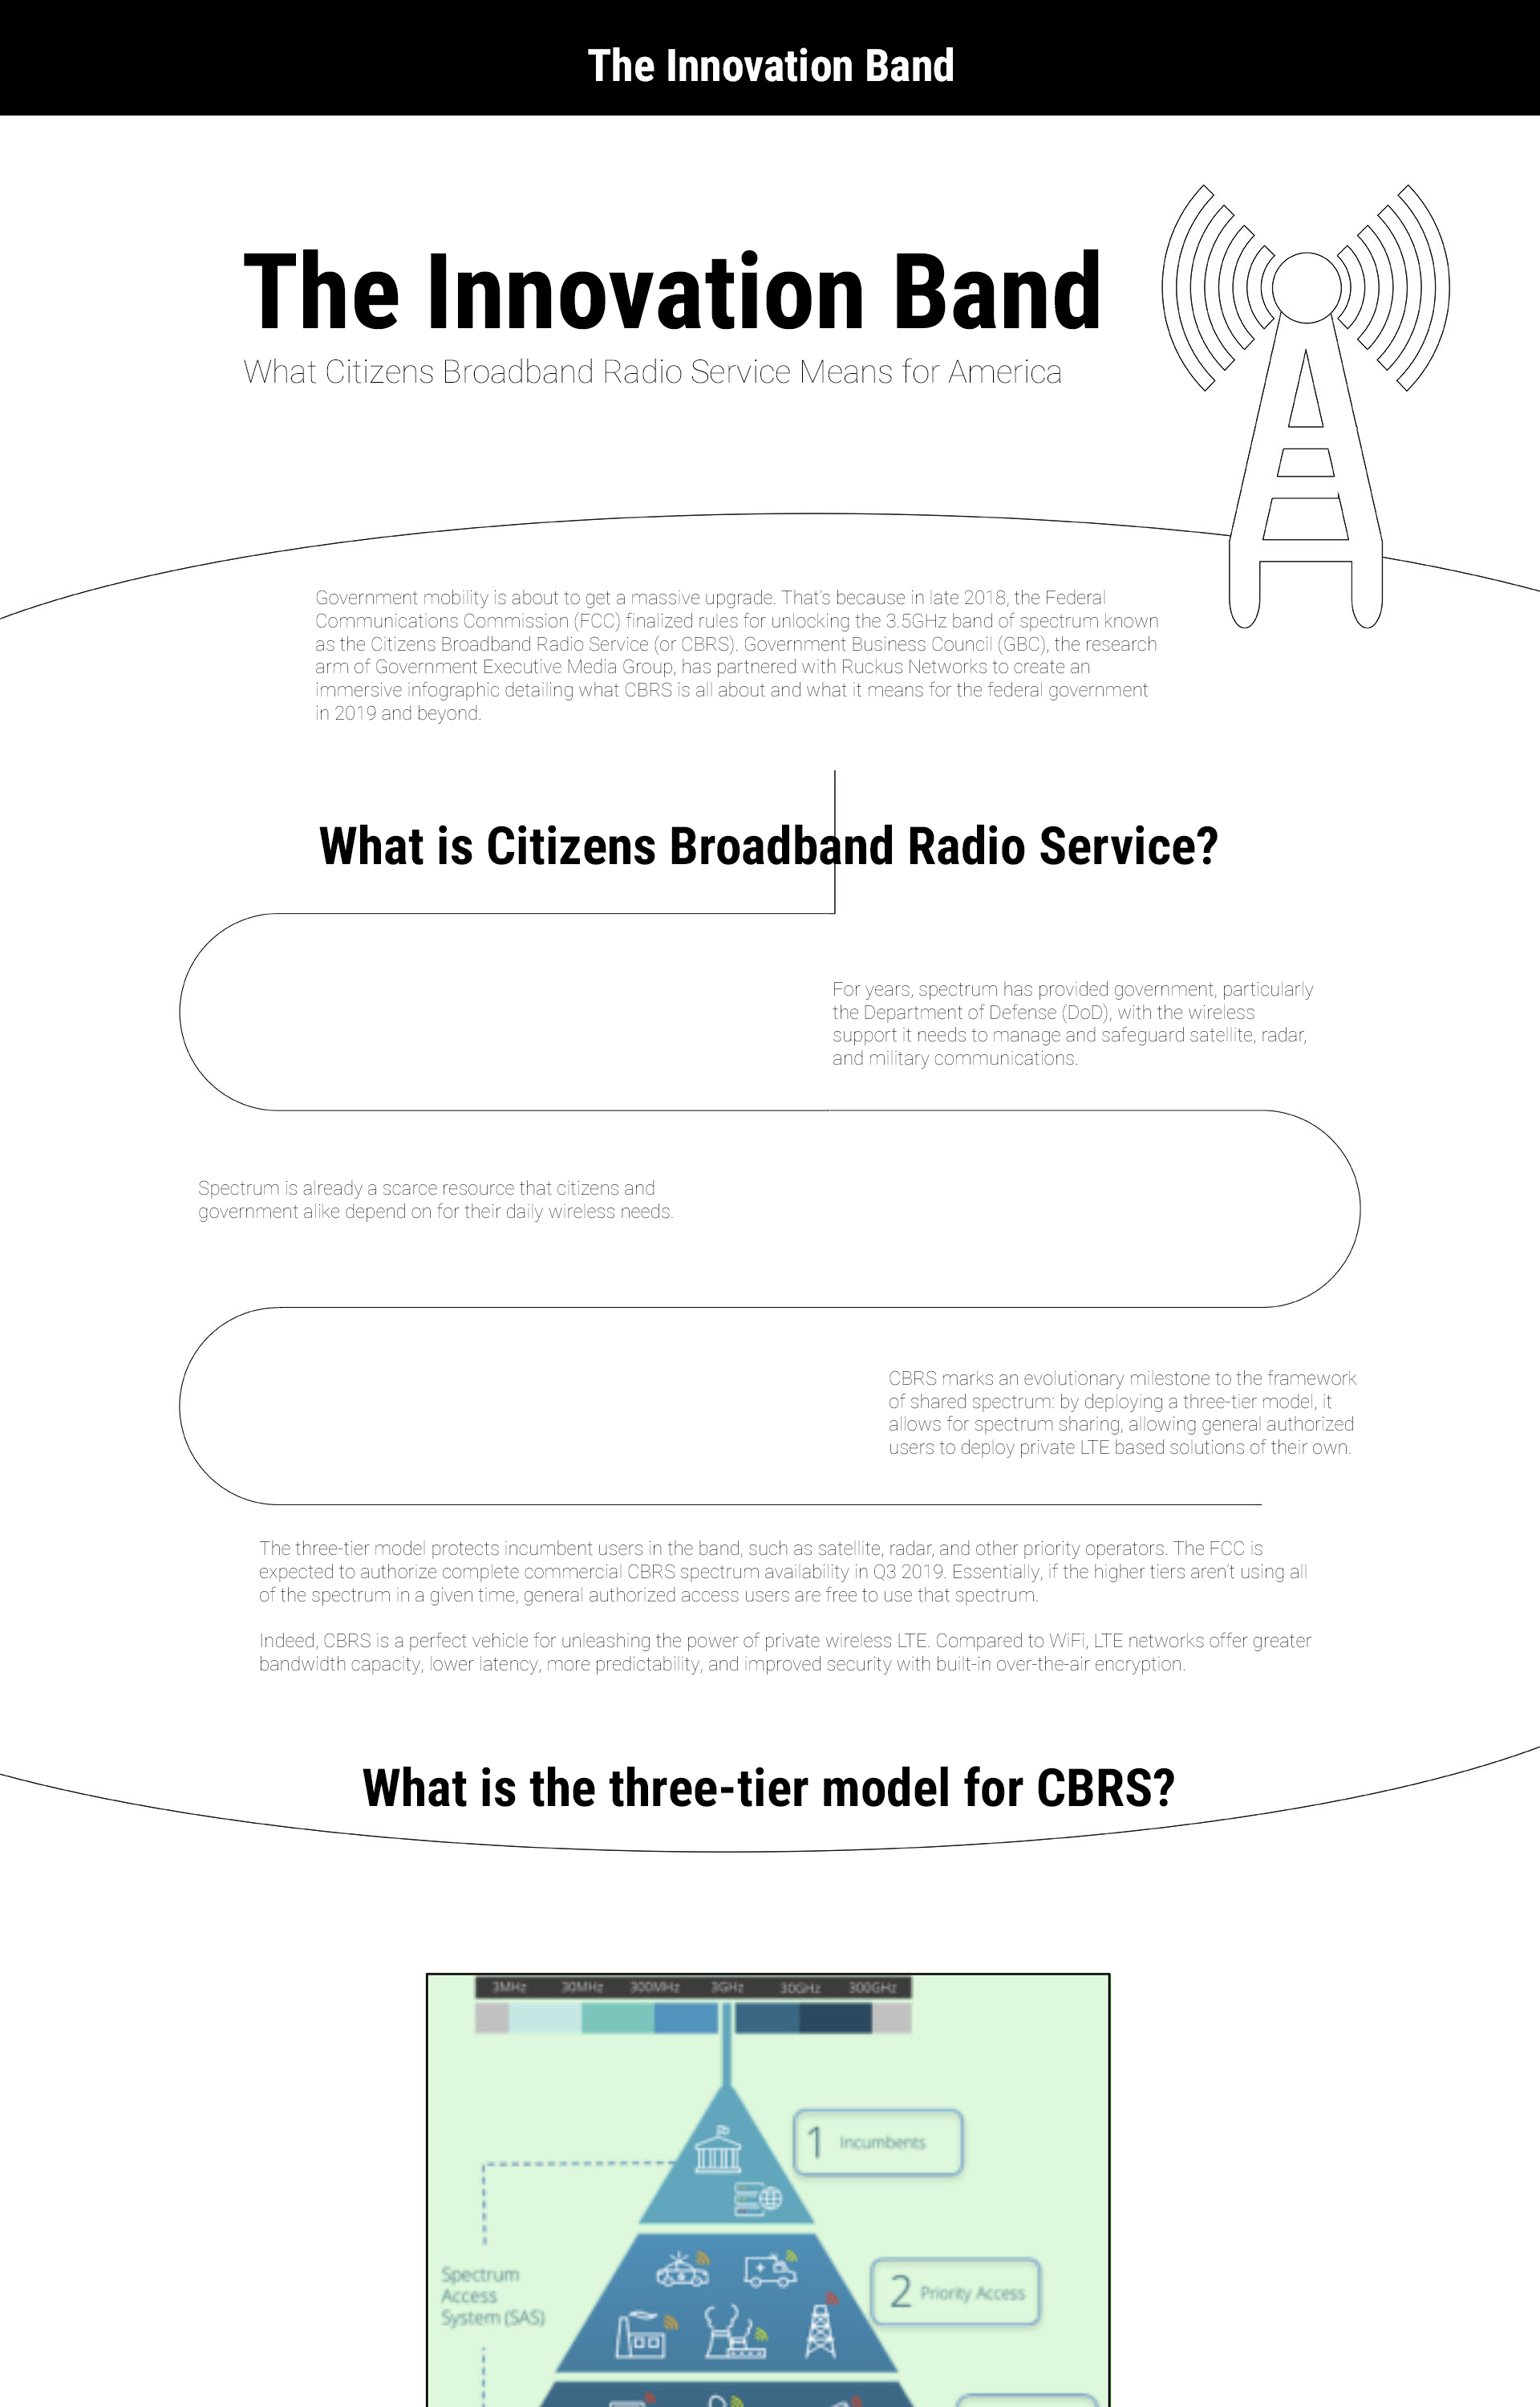 The Innovation Band
The Innovation Band
What Citizens Broadband Radio Service Means for America
Government mobility is about to get a massive upgrade. That's because in late 2018, the Federal
Communications Commission (FCC) finalized rules for unlocking the 3.5GHz band of spectrum known
as the Citizens Broadband Radio Service (or CBRS). Government Business Council (GBC), the research
arm of Government Executive Media Group, has partnered with Ruckus Networks to create an
immersive infographic detailing what CBRS is all about and what it means for the federal government
in 2019 and beyond.
What is Citizens Broadband Radio Service?
For years, spectrum has provided government, particularly
the Department of Defense (DoD), with the wireless
support it needs to manage and safeguard satellite, radar,
and military communications.
Spectrum is already a scarce resource that citizens and
government alike depend on for their daily wireless needs.
CBRS marks an evolutionary milestone to the framework
of shared spectrum: by deploying a three-tier model, it
allows for spectrum sharing, allowing general authorized
users to deploy private LTE based solutions of their own.
The three-tier model protects incumbent users in the band, such as satellite, radar, and other priority operators. The FCC is
expected to authorize complete commercial CBRS spectrum availability in Q3 2019. Essentially, if the higher tiers aren't using all
of the spectrum in a given time, general authorized access users are free to use that spectrum.
Indeed, CBRS is a perfect vehicle for unleashing the power of private wireless LTE. Compared to WiFi, LTE networks offer greater
bandwidth capacity, lower latency, more predictability, and improved security with built-in over-the-air encryption.
What is the three-tier model for CBRS?
3MHz 30MHz 300MHz 3GHz 30GHz 300GHz
1 Incumbents
Spectrum
Access
System (SAS)
2 Priority Access